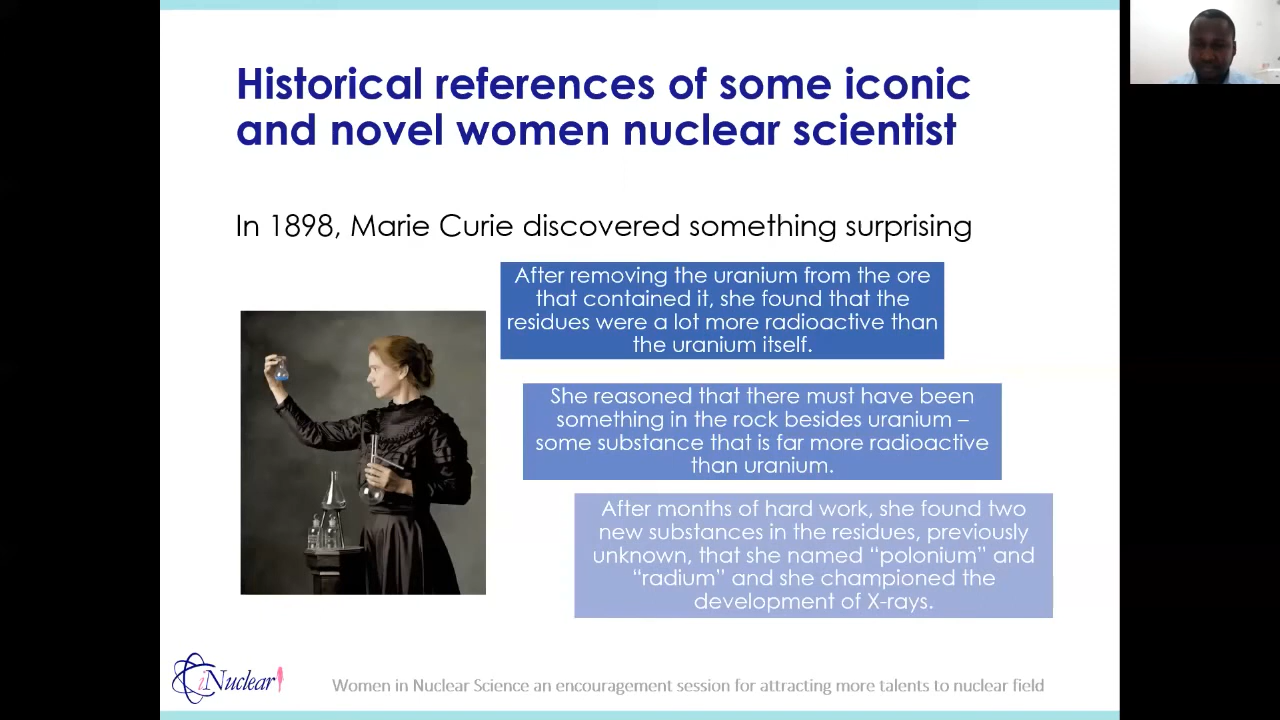 Historical references of some iconic
and novel women nuclear scientist
In 1898, Marie Curie discovered something surprising
After removing the uranium from the ore
that contained it, she found that the
residues were a lot more radioactive than
the uranium itself.
She reasoned that there must have been
something in the rock besides uranium –
some substance that is far more radioactive
than uranium.
After months of hard work, she found two
new substances in the residues, previously
unknown, that she named “polonium” and
“radium” and she championed the
development of X-rays.
iNuclear
Women in Nuclear Science an encouragement session for attracting more talents to nuclear field